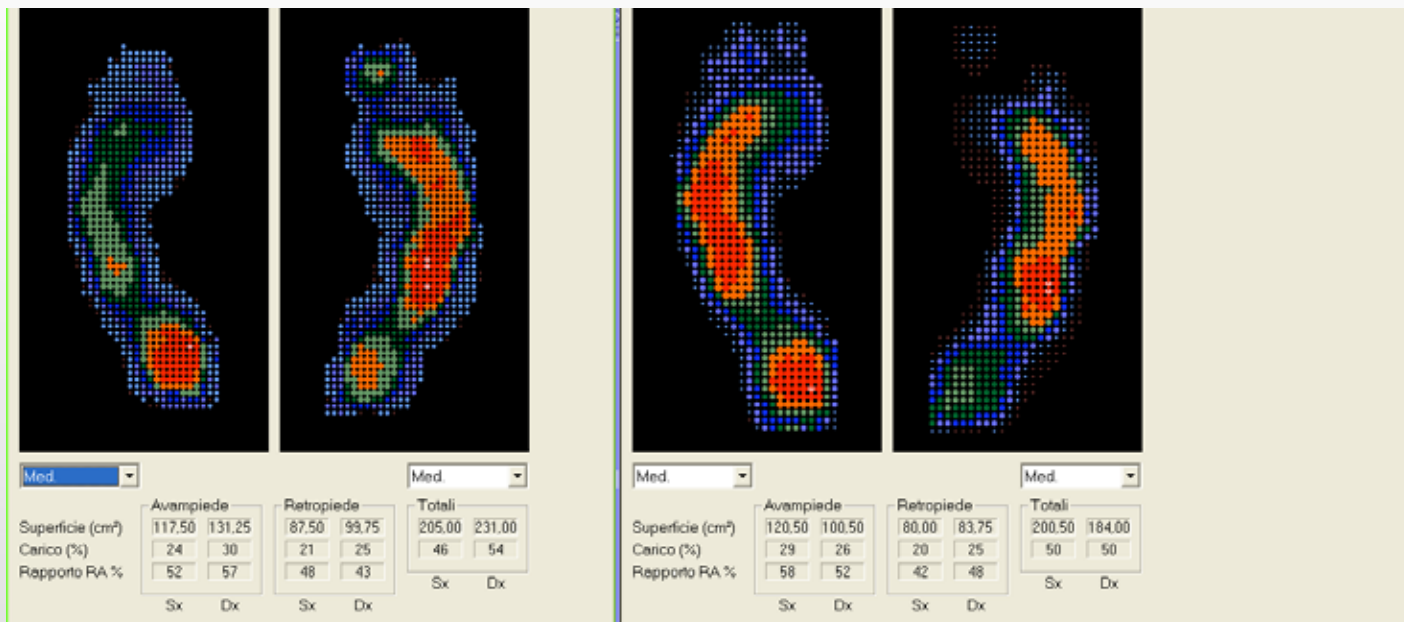 Med. Med. Med. Med.
Avampiede Retropiede Totali Avampiede Retropiede Totali
Superficie (cm²) 117,50 131,25 87,50 99,75 205,00 231,00 Superficie (cm²) 120,50 100,50 80,00 83,75 200,50 184,00
Carico (%) 24 30 21 25 46 54 Carico (%) 29 26 20 25 50 50
Rapporto RA % 52 57 48 43 Rapporto RA % 58 52 42 48
Sx Dx Sx Dx
Sx Dx Sx Dx Sx Dx Sx Dx